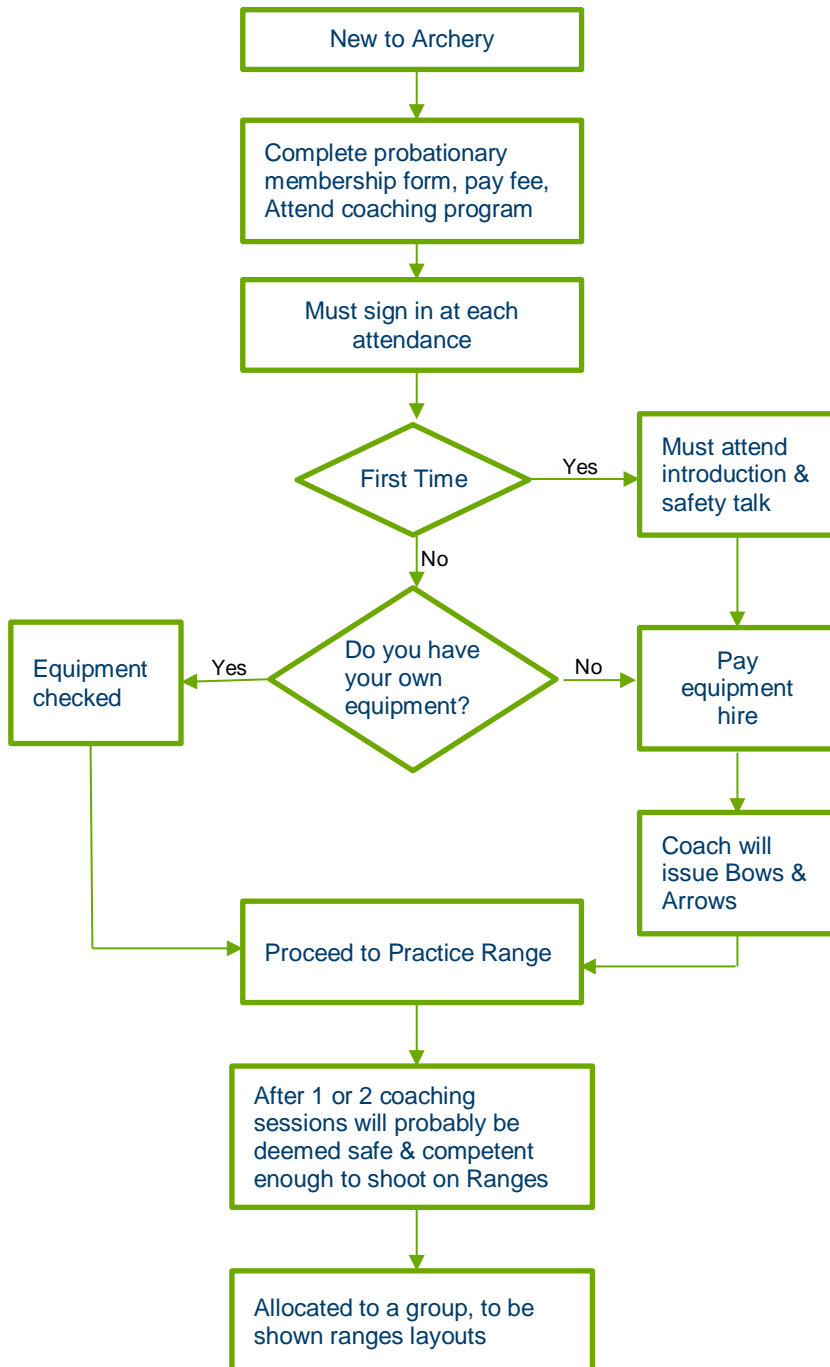 New to Archery
Complete probationary
membership form, pay fee,
Attend coaching program
Must sign in at each
attendance
First Time
Yes
Must attend
introduction &
safety talk
No
Equipment
checked
Yes
Do you have
your own
equipment?
No
Pay
equipment
hire
Coach will
issue Bows &
Arrows
Proceed to Practice Range
After 1 or 2 coaching
sessions will probably be
deemed safe & competent
enough to shoot on Ranges
Allocated to a group, to be
shown ranges layouts